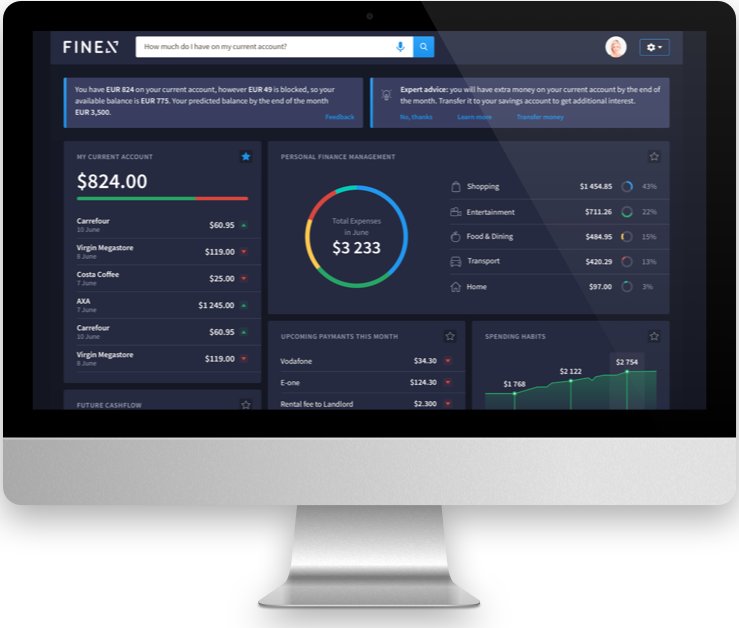 FINEX
How much do I have on my current account?
You have EUR 824 on your current account, however EUR 49 is blocked, so your
available balance is EUR 775. Your predicted balance by the end of the month
EUR 3,500.
Feedback
Expert advice: you will have extra money on your current account by the end of
the month. Transfer it to your savings account to get additional interest.
No, thanks Learn more Transfer money
MY CURRENT ACCOUNT
$824.00
Carrefour $60.95
10 June
Virgin Megastore $119.00
8 June
Costa Coffee $25.00
7 June
AXA $1 245.00
7 June
Carrefour $60.95
10 June
Virgin Megastore $119.00
8 June
FUTURE CASHFLOW
PERSONAL FINANCE MANAGEMENT
Total Expenses
in June
$3 233
Shopping $1 454.85 43%
Entertainment $711.26 22%
Food & Dining $484.95 15%
Transport $420.29 13%
Home $97.00 3%
UPCOMING PAYMANTS THIS MONTH
Vodafone $34.30
E-one $124.30
Rental fee to Landlord $2.300
SPENDING HABITS
$1 768
$2 122
$2 754